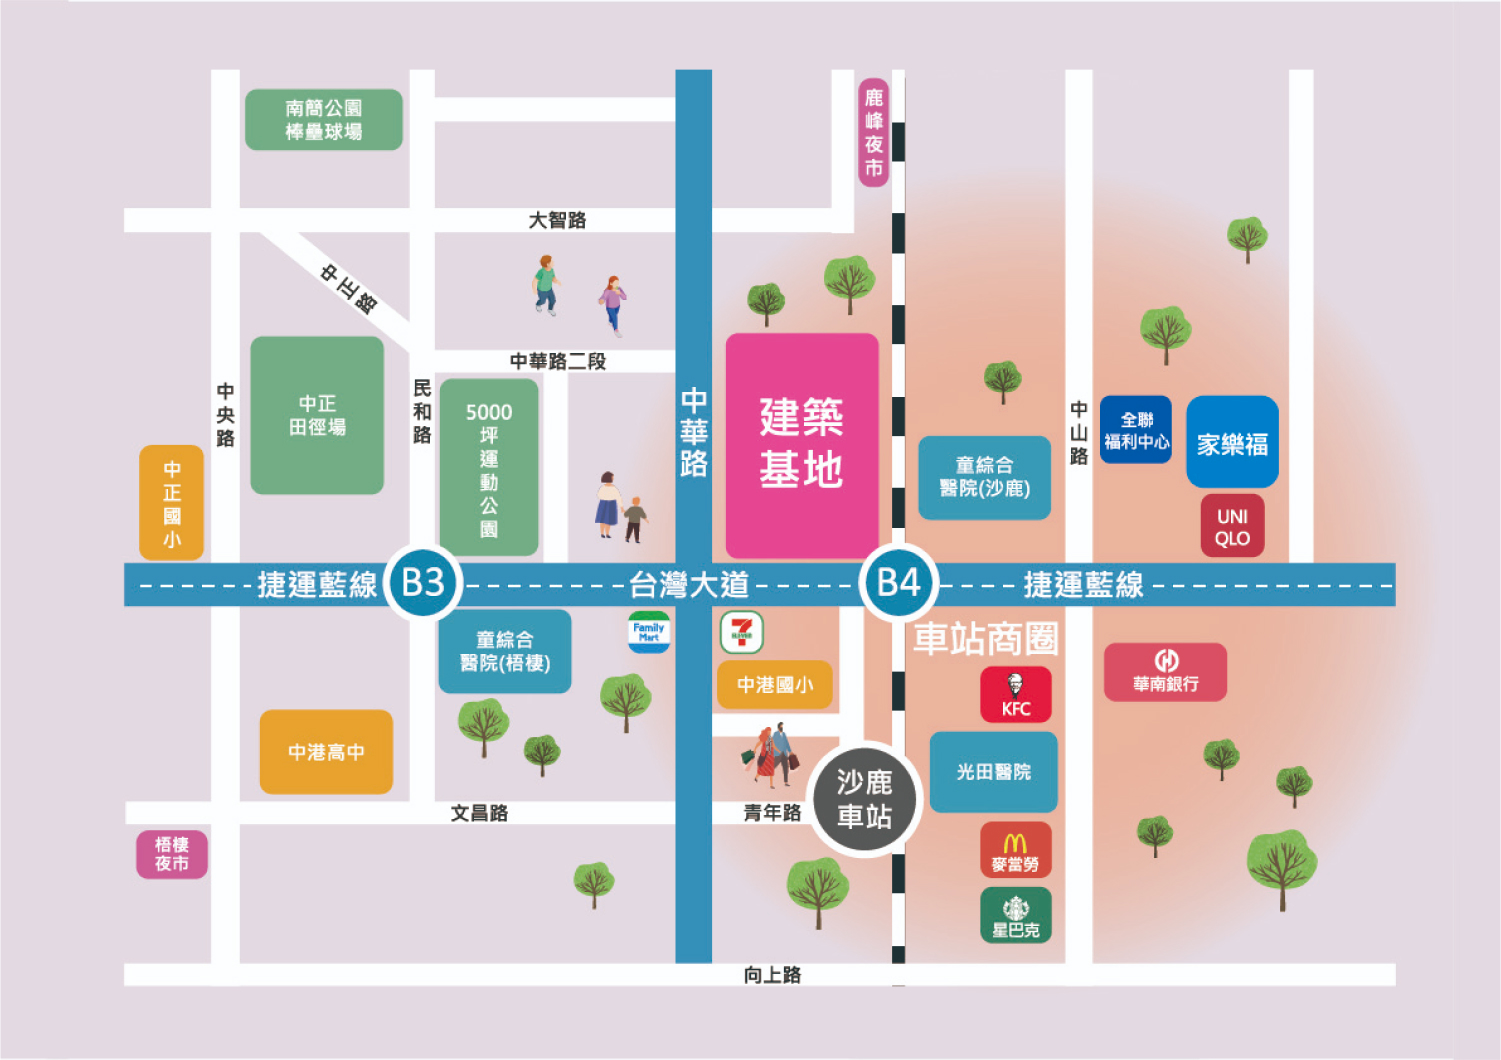 南簡公園
棒壘球場
鹿峰夜市
大智路
中正路
中華路二段
中央路
民和路
中正
田徑場
5000
坪運動公園
中華路
建築
基地
中山路
全聯
福利中心
家樂福
中正國小
童綜合
醫院(沙鹿)
UNI
QLO
捷運藍線
B3
台灣大道
B4
捷運藍線
童綜合
醫院(梧棲)
Family
Mart
7
ELEVEN
車站商圈
中港國小
KFC
華南銀行
中港高中
沙鹿
車站
光田醫院
文昌路
青年路
梧棲
夜市
麥當勞
星巴克
向上路